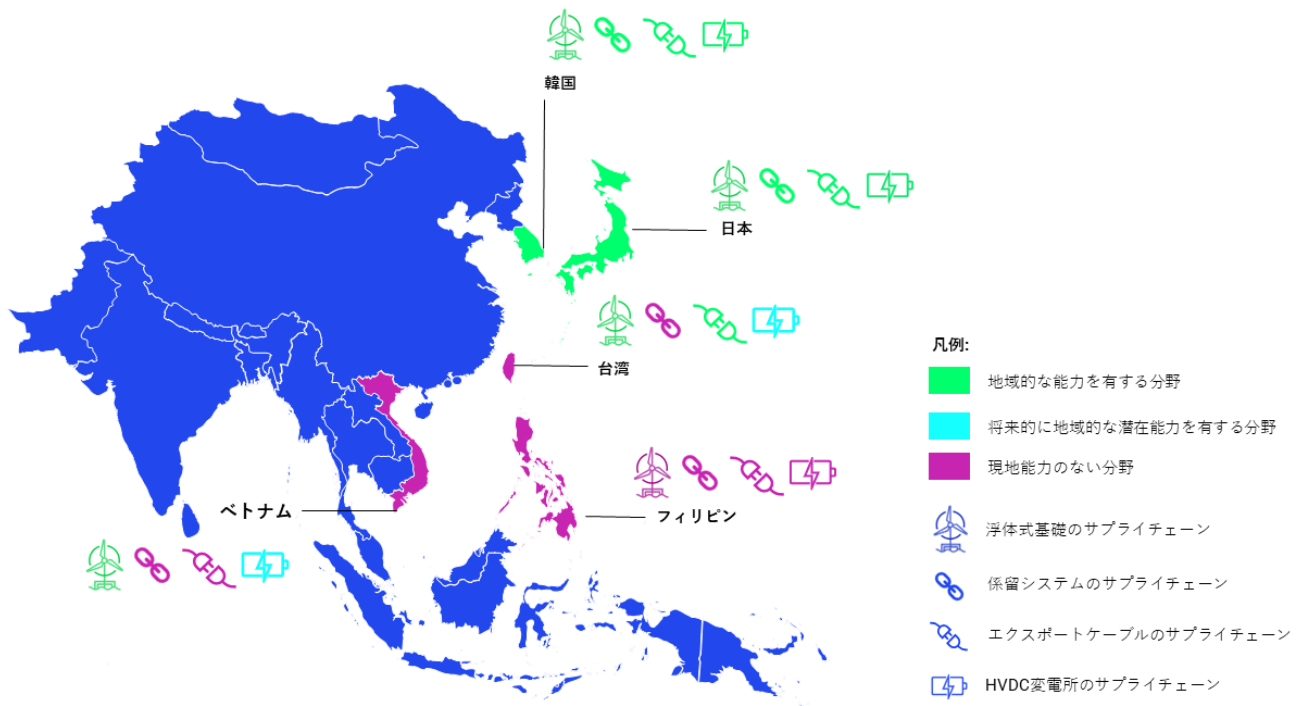 韓国
日本
台湾
ベトナム
フィリピン
凡例:
地域的な能力を有する分野
将来的に地域的な潜在能力を有する分野
現地能力のない分野
浮体式基礎のサプライチェーン
係留システムのサプライチェーン
エクスポートケーブルのサプライチェーン
HVDC変電所のサプライチェーン